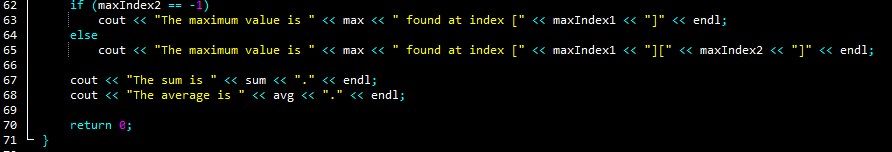 62 if (maxIndex2 == -1)
63 cout << "The maximum value is " << max << " found at index [" << maxIndex1 << "]" << endl;
64 else
65 cout << "The maximum value is " << max << " found at index [" << maxIndex1 << "][" << maxIndex2 << "]" << endl;
66
67 cout << "The sum is " << sum << "." << endl;
68 cout << "The average is " << avg << "." << endl;
69
70 return 0;
71 }